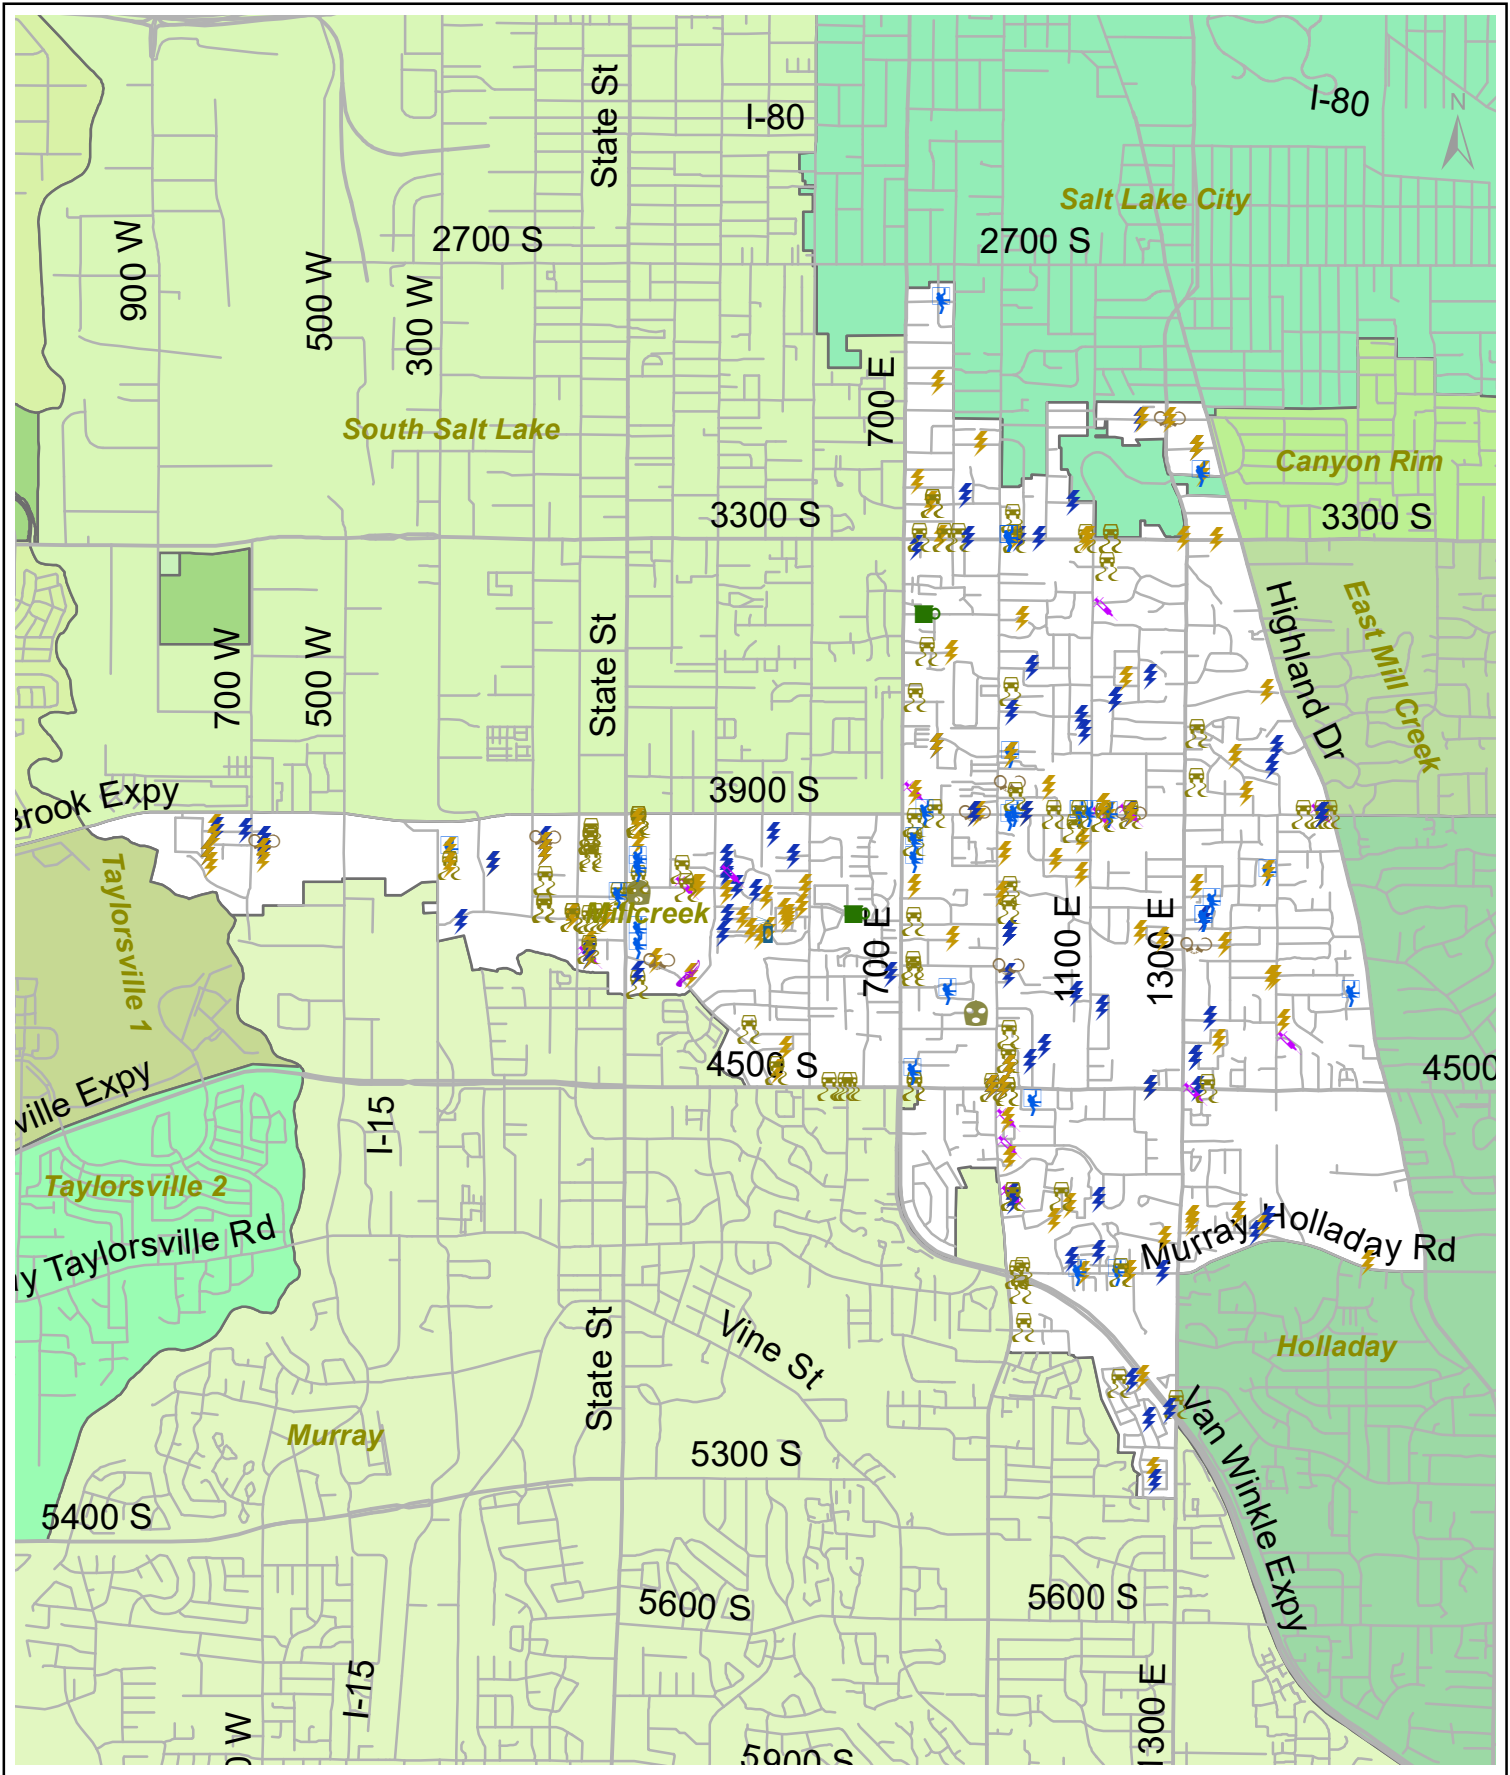 State St
I-80
I-80
N
Salt Lake City
900 W
2700 S
2700 S
500 W
300 W
700 E
South Salt Lake
Canyon Rim
3300 S
3300 S
Highland Dr
East Mill Creek
State St
700 W
500 W
3900 S
Brook Expy
Taylorsville 1
Millcreek
700 E
1100 E
1300 E
4500 S
4500
ville Expy
I-15
Taylorsville 2
y Taylorsville Rd
Murray Holladay Rd
State St
Vine St
Holladay
Murray
Van Winkle Expy
5300 S
5400 S
5600 S
5600 S
I-15
1300 E
0 W
5900 S